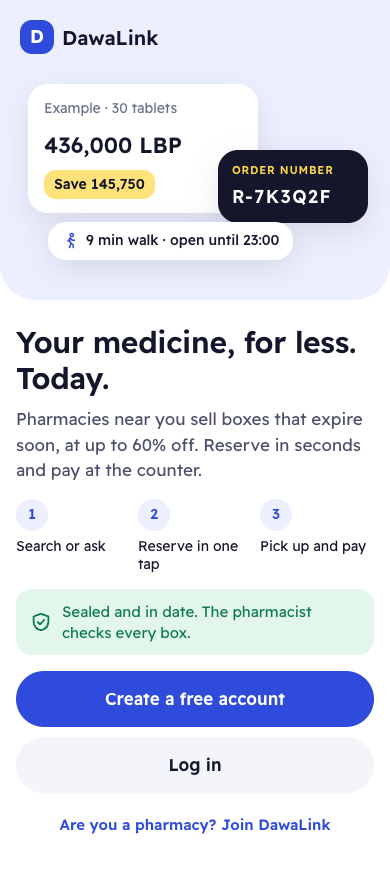 D DawaLink
Example · 30 tablets
436,000 LBP
Save 145,750
ORDER NUMBER
R-7K3Q2F
9 min walk · open until 23:00
Your medicine, for less.
Today.
Pharmacies near you sell boxes that expire
soon, at up to 60% off. Reserve in seconds
and pay at the counter.
1
Search or ask
2
Reserve in one
tap
3
Pick up and pay
Sealed and in date. The pharmacist
checks every box.
Create a free account
Log in
Are you a pharmacy? Join DawaLink